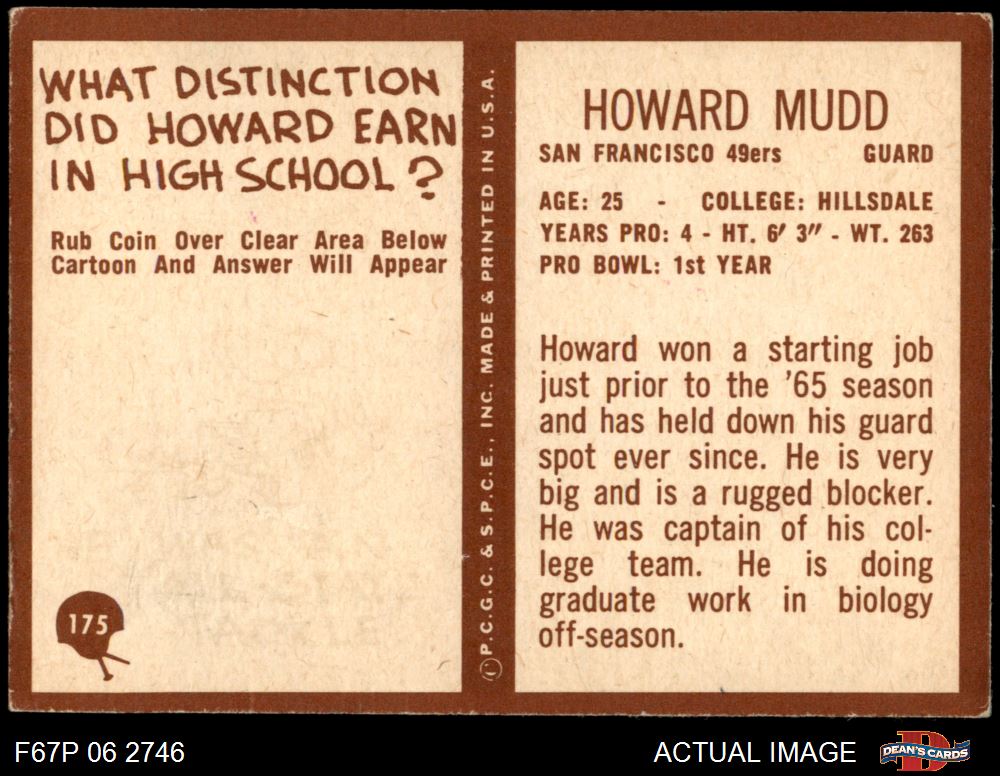 WHAT DISTINCTION
DID HOWARD EARN
IN HIGH SCHOOL?
Rub Coin Over Clear Area Below
Cartoon And Answer Will Appear
175
©P.C.G.C. & S.P.C.E., INC. MADE & PRINTED IN U.S.A.
HOWARD MUDD
SAN FRANCISCO 49ers GUARD
AGE: 25 - COLLEGE: HILLSDALE
YEARS PRO: 4 - HT. 6' 3" - WT. 263
PRO BOWL: 1st YEAR
Howard won a starting job
just prior to the '65 season
and has held down his guard
spot ever since. He is very
big and is a rugged blocker.
He was captain of his col-
lege team. He is doing
graduate work in biology
off-season.
F67P 06 2746
ACTUAL IMAGE
DEAN'S CARDS